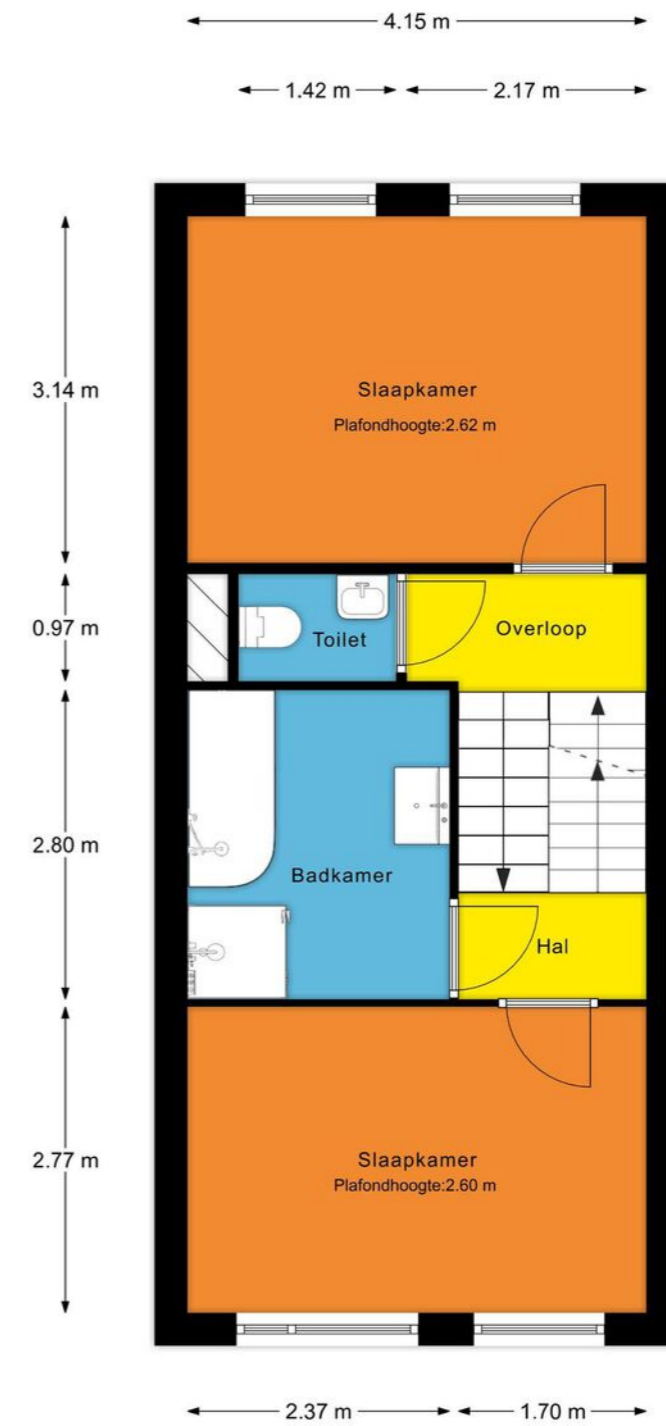 4.15 m
1.42 m
2.17 m
3.14 m
Slaapkamer
Plafondhoogte:2.62 m
0.97 m
Toilet
Overloop
2.80 m
Badkamer
Hal
2.77 m
Slaapkamer
Plafondhoogte:2.60 m
2.37 m
1.70 m